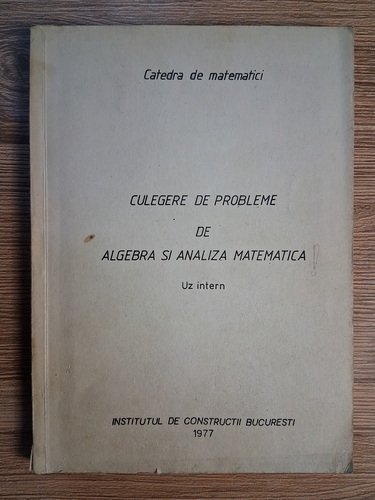 Catedra de matematici
CULEGERE DE PROBLEME
DE
ALGEBRA SI ANALIZA MATEMATICA
Uz intern
INSTITUTUL DE CONSTRUCTII BUCURESTI
1977